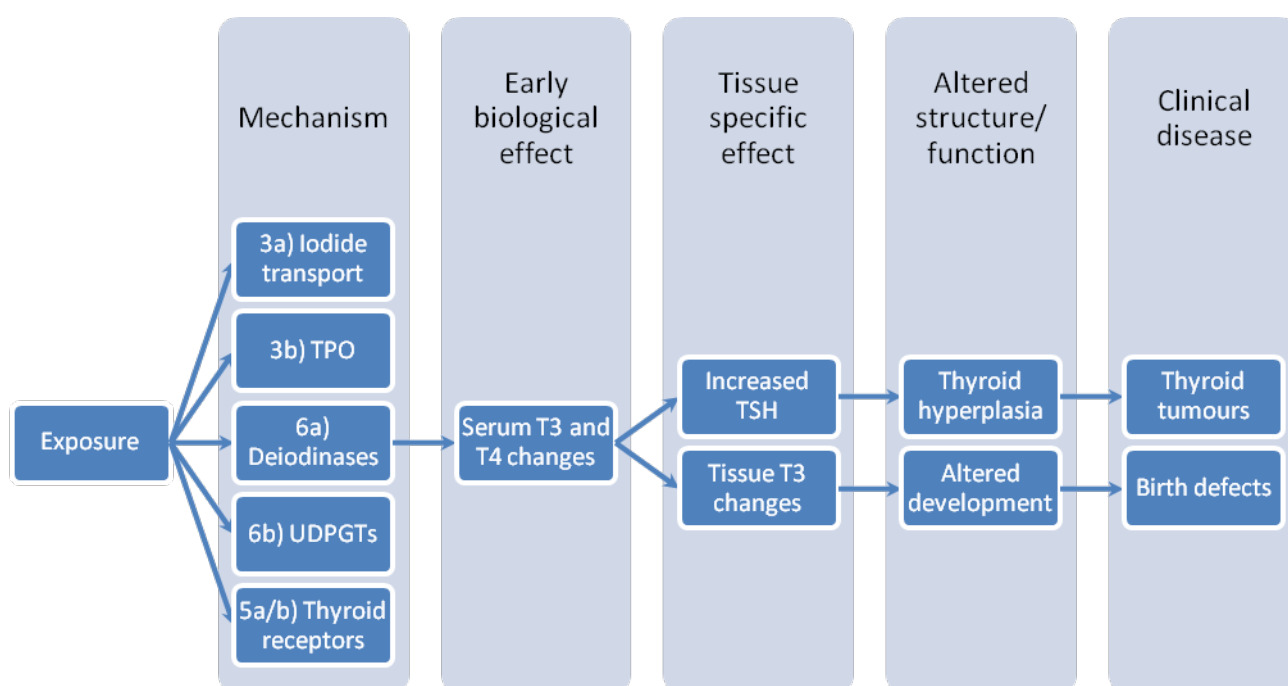 Mechanism
Early
biological
effect
Tissue
specific
effect
Altered
structure/
function
Clinical
disease
Exposure
3a) Iodide
transport
3b) TPO
6a)
Deiodinases
6b) UDPGTs
5a/b) Thyroid
receptors
Serum T3 and
T4 changes
Increased
TSH
Tissue T3
changes
Thyroid
hyperplasia
Altered
development
Thyroid
tumours
Birth defects